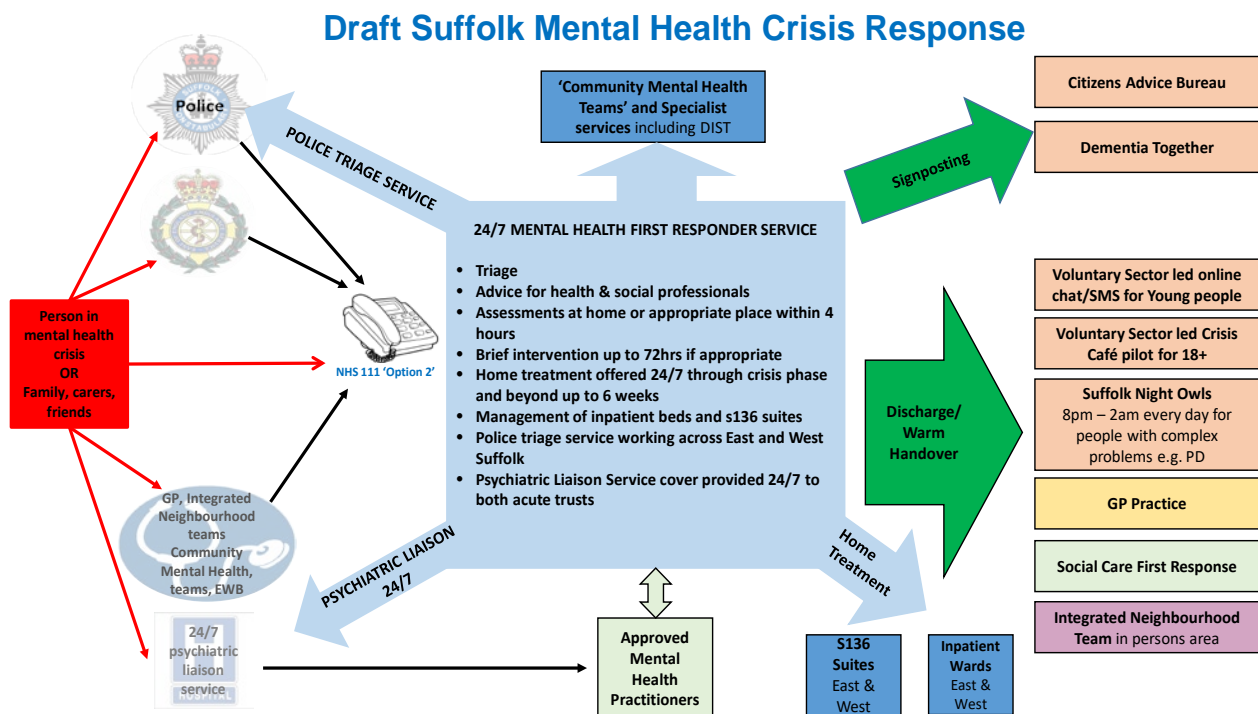 Draft Suffolk Mental Health Crisis Response
Police
POLICE TRIAGE SERVICE
‘Community Mental Health
Teams’ and Specialist
services including DIST
Signposting
Citizens Advice Bureau
Dementia Together
Person in
mental health
crisis
OR
Family, carers,
friends
NHS 111 ‘Option 2’
24/7 MENTAL HEALTH FIRST RESPONDER SERVICE
• Triage
• Advice for health & social professionals
• Assessments at home or appropriate place within 4
hours
• Brief intervention up to 72hrs if appropriate
• Home treatment offered 24/7 through crisis phase
and beyond up to 6 weeks
• Management of inpatient beds and s136 suites
• Police triage service working across East and West
Suffolk
• Psychiatric Liaison Service cover provided 24/7 to
both acute trusts
Discharge/
Warm
Handover
Voluntary Sector led online
chat/SMS for Young people
Voluntary Sector led Crisis
Café pilot for 18+
Suffolk Night Owls
8pm – 2am every day for
people with complex
problems e.g. PD
GP Practice
Social Care First Response
Integrated Neighbourhood
Team in persons area
GP, Integrated
Neighbourhood
teams
Community
Mental Health,
teams, EWB
PSYCHIATRIC LIAISON
24/7
Home
Treatment
24/7
psychiatric
liaison
service
HOSPITAL
Approved
Mental
Health
Practitioners
S136
Suites
East &
West
Inpatient
Wards
East &
West